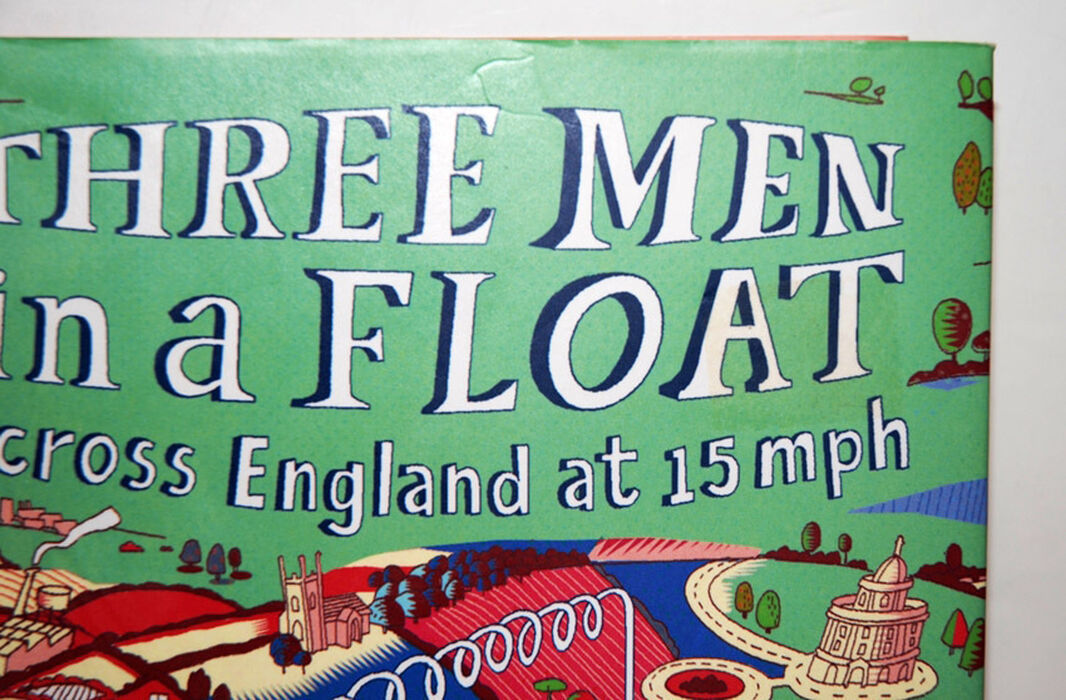 THREE MEN
in a FLOAT
cross England at 15 mph